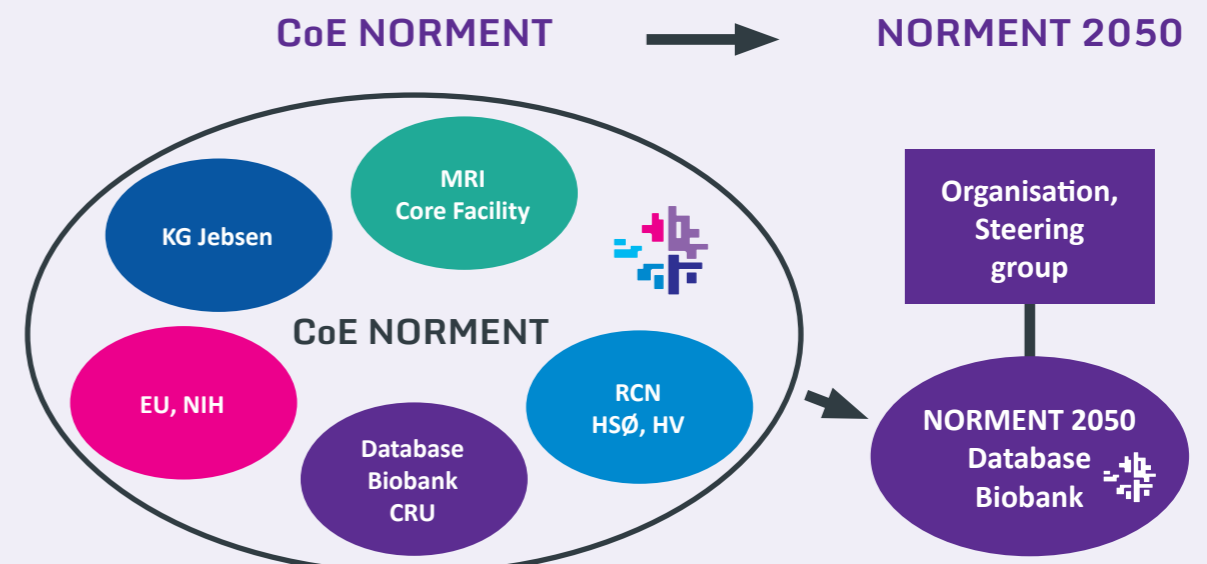 CoE NORMENT
NORMENT 2050
KG Jebsen
MRI
Core Facility
CoE NORMENT
EU, NIH
Database
Biobank
CRU
RCN
HSØ, HV
Organisation,
Steering
group
NORMENT 2050
Database
Biobank